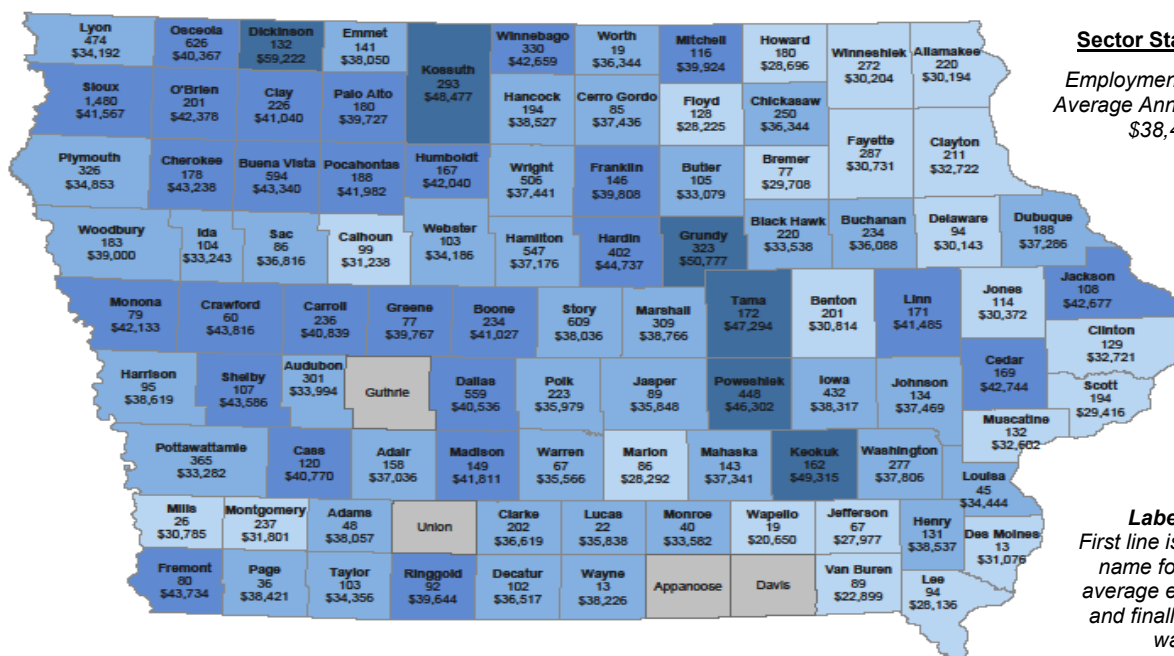 Lyon
474
$34,192
Osceola
626
$40,367
Dickinson
132
$59,222
Emmet
141
$38,050
Kossuth
293
$48,477
Winnebago
330
$42,659
Worth
19
$36,344
Mitchell
116
$39,924
Howard
180
$28,696
Winneshiek
272
$30,204
Allamakee
220
$30,194
Sector Sta
Employmen
Average Ann
$38,4
Sioux
1,480
$41,567
O'Brien
201
$42,378
Clay
226
$41,040
Palo Alto
180
$39,727
Hancock
194
$38,527
Cerro Gordo
85
$37,436
Floyd
128
$28,225
Chickasaw
250
$36,344
Fayette
287
$30,731
Clayton
211
$32,722
Plymouth
326
$34,853
Cherokee
178
$43,238
Buena Vista
594
$43,340
Pocahontas
188
$41,982
Humboldt
167
$42,040
Wright
506
$37,441
Franklin
146
$39,808
Butler
105
$33,079
Bremer
77
$29,708
Woodbury
183
$39,000
Ida
104
$33,243
Sac
86
$36,816
Calhoun
99
$31,238
Webster
103
$34,186
Hamilton
547
$37,176
Hardin
402
$44,737
Grundy
323
$50,777
Black Hawk
220
$33,538
Buchanan
234
$36,088
Delaware
94
$30,143
Dubuque
188
$37,286
Monona
79
$42,133
Crawford
60
$43,816
Carroll
236
$40,839
Greene
77
$39,767
Boone
234
$41,027
Story
609
$38,036
Marshall
309
$38,766
Tama
172
$47,294
Benton
201
$30,814
Linn
171
$41,485
Jones
114
$30,372
Jackson
108
$42,677
Clinton
129
$32,721
Harrison
95
$38,619
Shelby
107
$43,586
Audubon
301
$33,994
Guthrie
Dallas
559
$40,536
Polk
223
$35,979
Jasper
89
$35,848
Poweshiek
448
$46,302
Iowa
432
$38,317
Johnson
134
$37,469
Cedar
169
$42,744
Scott
194
$29,416
Muscatine
132
$32,602
Pottawattamie
365
$33,282
Cass
120
$40,770
Adair
158
$37,036
Madison
149
$41,811
Warren
67
$35,566
Marion
86
$28,292
Mahaska
143
$37,341
Keokuk
162
$49,315
Washington
277
$37,806
Louisa
45
$34,444
Mills
26
$30,785
Montgomery
237
$31,801
Adams
48
$38,057
Union
Clarke
202
$36,619
Lucas
22
$35,838
Monroe
40
$33,582
Wapello
19
$20,650
Jefferson
67
$27,977
Henry
131
$38,537
Des Moines
13
$31,076
Fremont
80
$43,734
Page
36
$38,421
Taylor
103
$34,356
Ringgold
92
$39,644
Decatur
102
$36,517
Wayne
13
$38,226
Appanoose
Davis
Van Buren
89
$22,899
Lee
94
$28,136
Labe
First line is
name fo
average e
and finall
wa